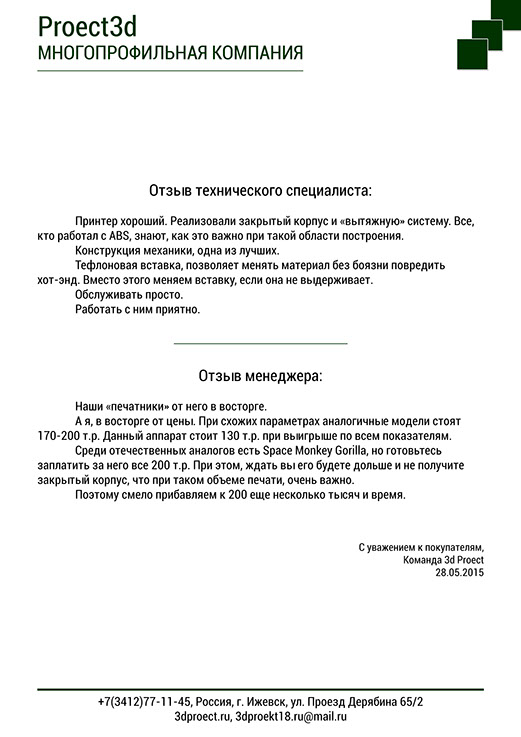 Proect3d
МНОГОПРОФИЛЬНАЯ КОМПАНИЯ
Отзыв технического специалиста:
Принтер хороший. Реализовали закрытый корпус и «вытяжную» систему. Все,
кто работал с ABS, знают, как это важно при такой области построения.
Конструкция механики, одна из лучших.
Тефлоновая вставка, позволяет менять материал без боязни повредить
хот-энд. Вместо этого меняем вставку, если она не выдерживает.
Обслуживать просто.
Работать с ним приятно.
Отзыв менеджера:
Наши «печатники» от него в восторге.
А я, в восторге от цены. При схожих параметрах аналогичные модели стоят
170-200 т.р. Данный аппарат стоит 130 т.р. при выигрыше по всем показателям.
Среди отечественных аналогов есть Space Monkey Gorilla, но готовьтесь
заплатить за него все 200 т.р. При этом, ждать вы его будете дольше и не получите
закрытый корпус, что при таком объеме печати, очень важно.
Поэтому смело прибавляем к 200 еще несколько тысяч и время.
С уважением к покупателям,
Команда 3d Proect
28.05.2015
+7(3412)77-11-45, Россия, г. Ижевск, ул. Проезд Дерябина 65/2
3dproect.ru, 3dproekt18.ru@mail.ru